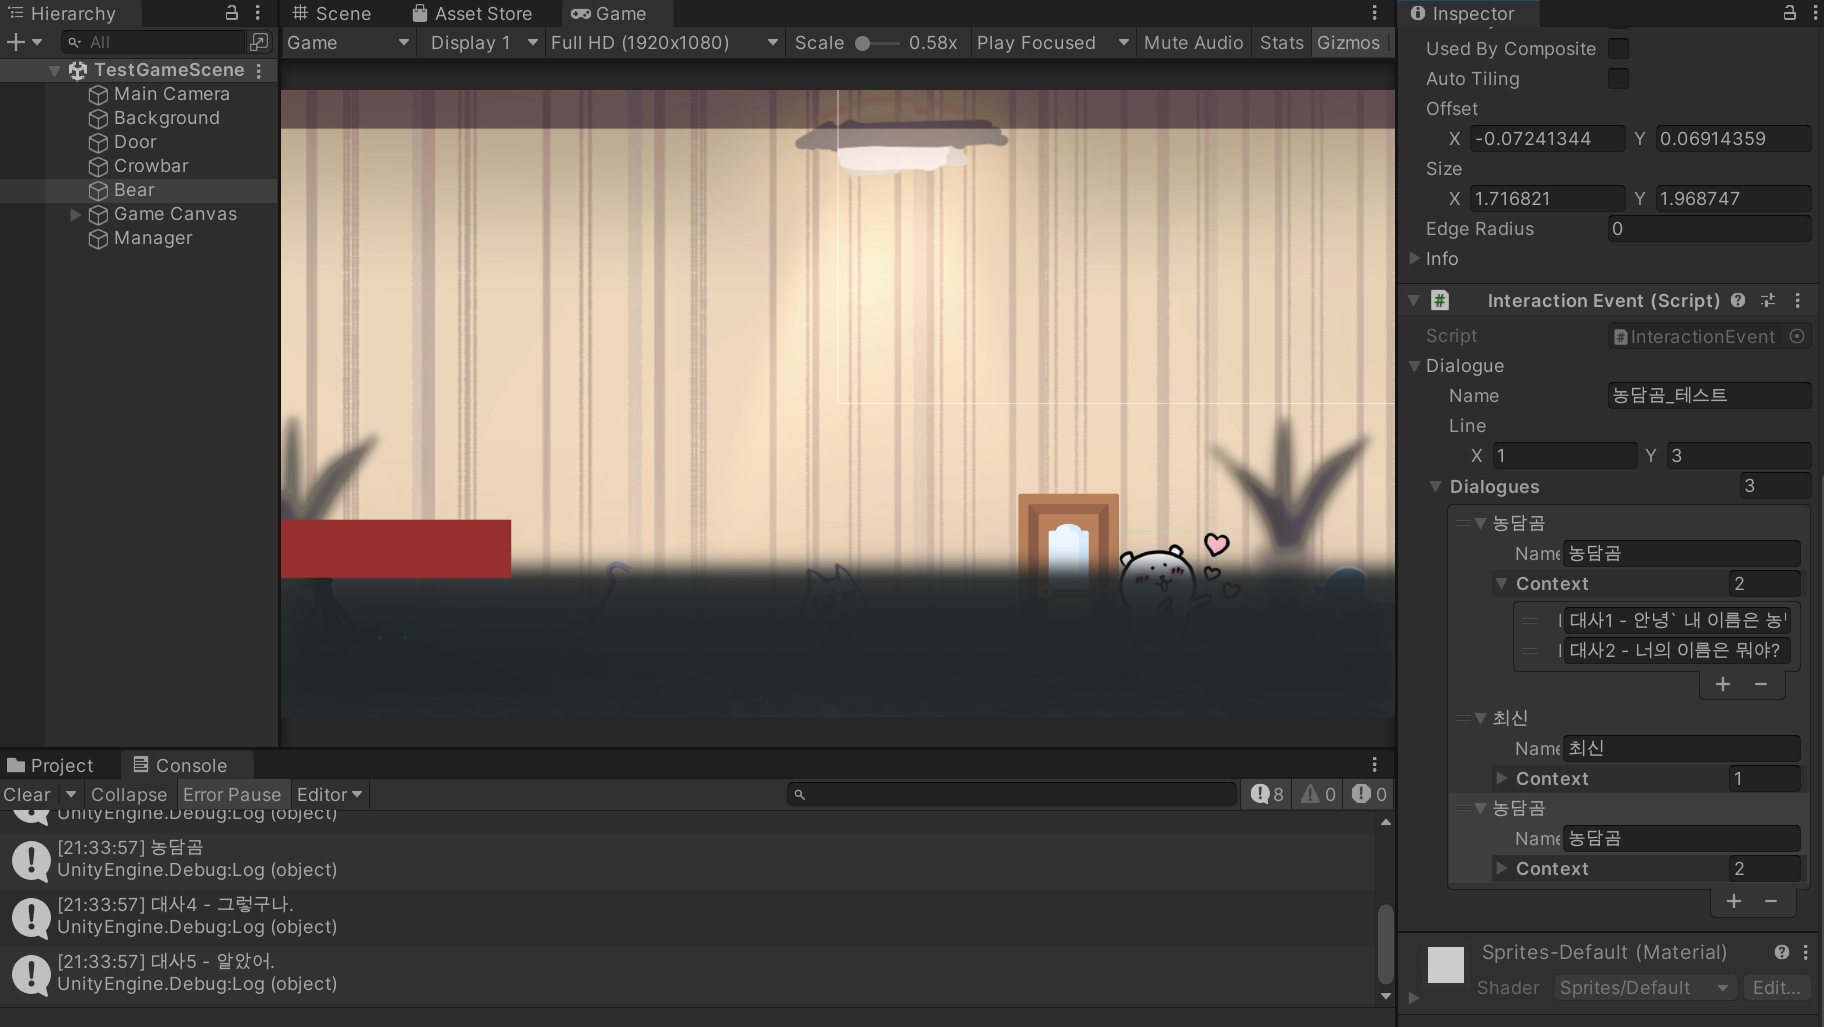 Hierarchy
All
TestGameScene
Main Camera
Background
Door
Crowbar
Bear
Game Canvas
Manager
Scene
Asset Store
Game
Game
Display 1
Full HD (1920x1080)
Scale
0.58x
Play Focused
Mute Audio
Stats
Gizmos
Project
Console
Clear
Collapse
Error Pause
Editor
8
0
0
UnityEngine.Debug:Log (object)
[21:33:57] 농담곰
UnityEngine.Debug:Log (object)
[21:33:57] 대사4 - 그렇구나.
UnityEngine.Debug:Log (object)
[21:33:57] 대사5 - 알았어.
UnityEngine.Debug:Log (object)
Inspector
Used By Composite
Auto Tiling
Offset
X -0.07241344 Y 0.06914359
Size
X 1.716821 Y 1.968747
Edge Radius 0
Info
# Interaction Event (Script)
Script #InteractionEvent
Dialogue
Name 농담곰_테스트
Line
X 1 Y 3
Dialogues 3
농담곰
Name 농담곰
Context 2
대사1 - 안녕` 내 이름은
대사2 - 너의 이름은 뭐야?
+ −
최신
Name 최신
Context 1
농담곰
Name 농담곰
Context 2
+ −
Sprites-Default (Material)
Shader Sprites/Default Edit...